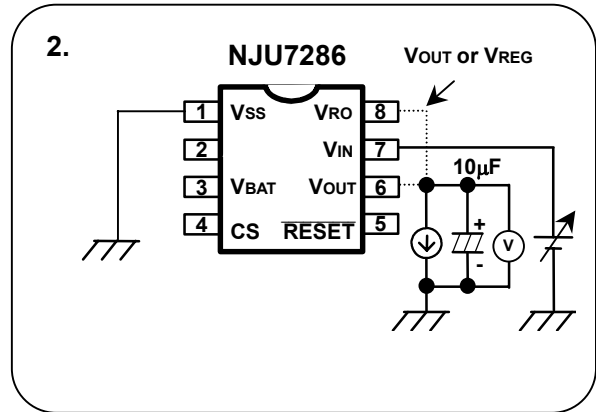 2.
NJU7286
VOUT or VREG
1 VSS VRO 8
2 VIN 7
10µF
3 VBAT VOUT 6
4 CS RESET 5
+
V
-